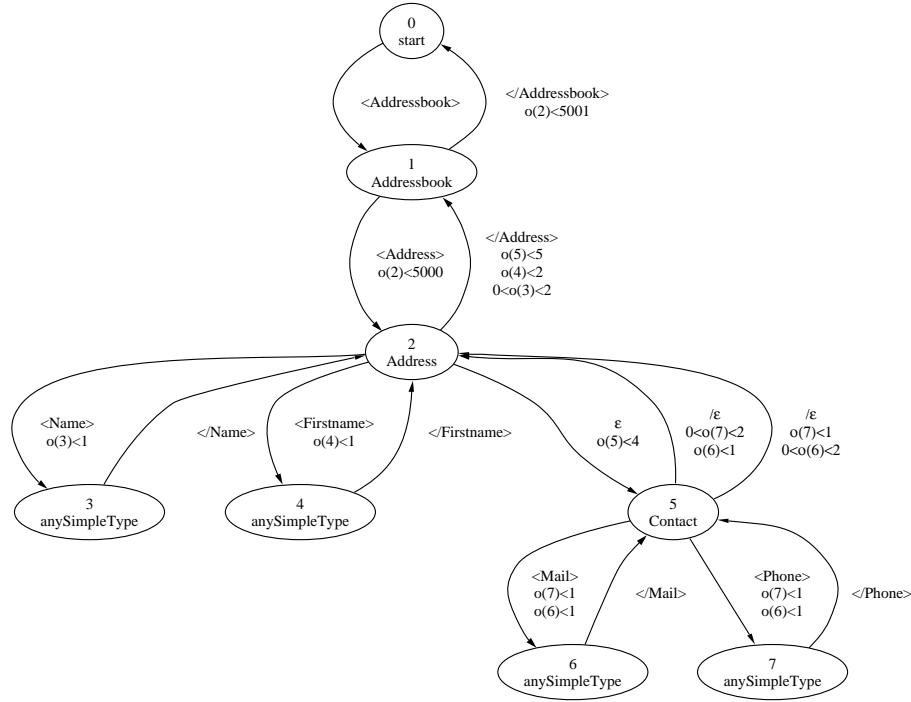 0
start
<Addressbook>
</Addressbook>
o(2)<5001
1
Addressbook
<Address>
o(2)<5000
</Address>
o(5)<5
o(4)<2
0<o(3)<2
2
Address
<Name>
o(3)<1
</Name>
<Firstname>
o(4)<1
</Firstname>
ε
o(5)<4
/ε
0<o(7)<2
o(6)<1
/ε
o(7)<1
0<o(6)<2
3
anySimpleType
4
anySimpleType
5
Contact
<Mail>
o(7)<1
o(6)<1
</Mail>
<Phone>
o(7)<1
o(6)<1
</Phone>
6
anySimpleType
7
anySimpleType